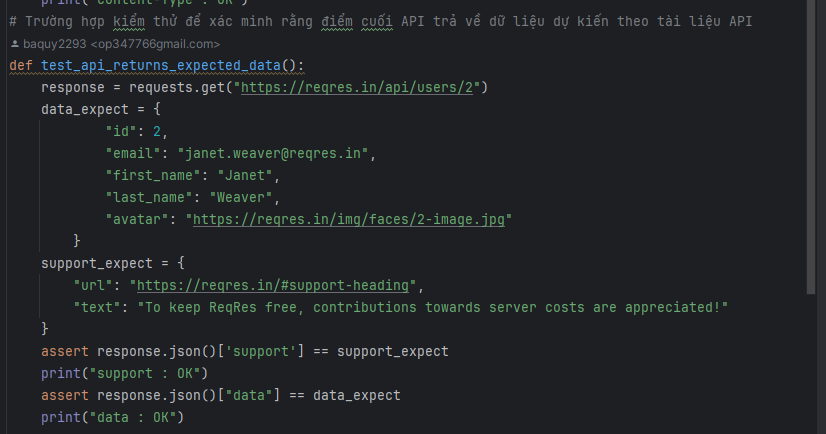 print("content-Type : OK")
# Trường hợp kiểm thử để xác minh rằng điểm cuối API trả về dữ liệu dự kiến theo tài liệu API
baquy2293 <op347766gmail.com>
def test_api_returns_expected_data():
response = requests.get("https://reqres.in/api/users/2")
data_expect = {
"id": 2,
"email": "janet.weaver@reqres.in",
"first_name": "Janet",
"last_name": "Weaver",
"avatar": "https://reqres.in/img/faces/2-image.jpg"
}
support_expect = {
"url": "https://reqres.in/#support-heading",
"text": "To keep ReqRes free, contributions towards server costs are appreciated!"
}
assert response.json()['support'] == support_expect
print("support : OK")
assert response.json()["data"] == data_expect
print("data : OK")